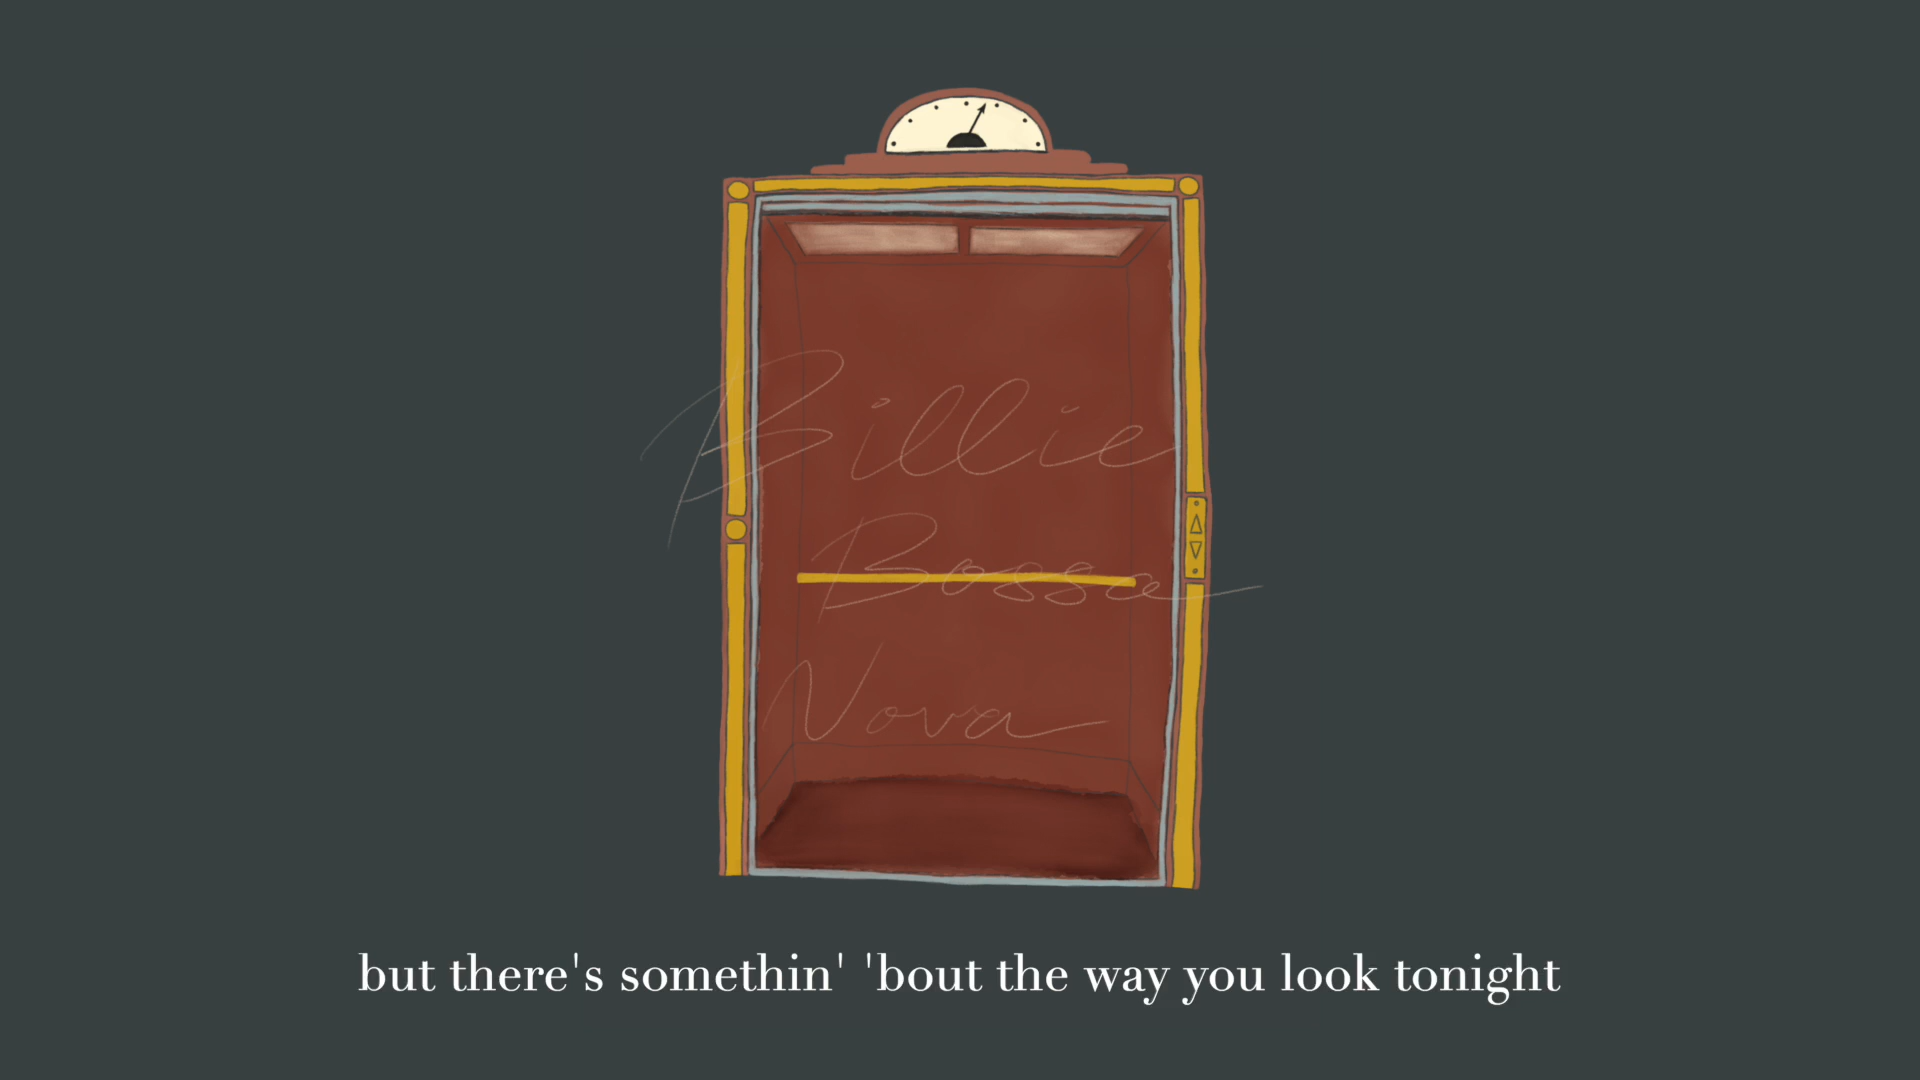 Billie
Bossa
Nova
but there's somethin' 'bout the way you look tonight